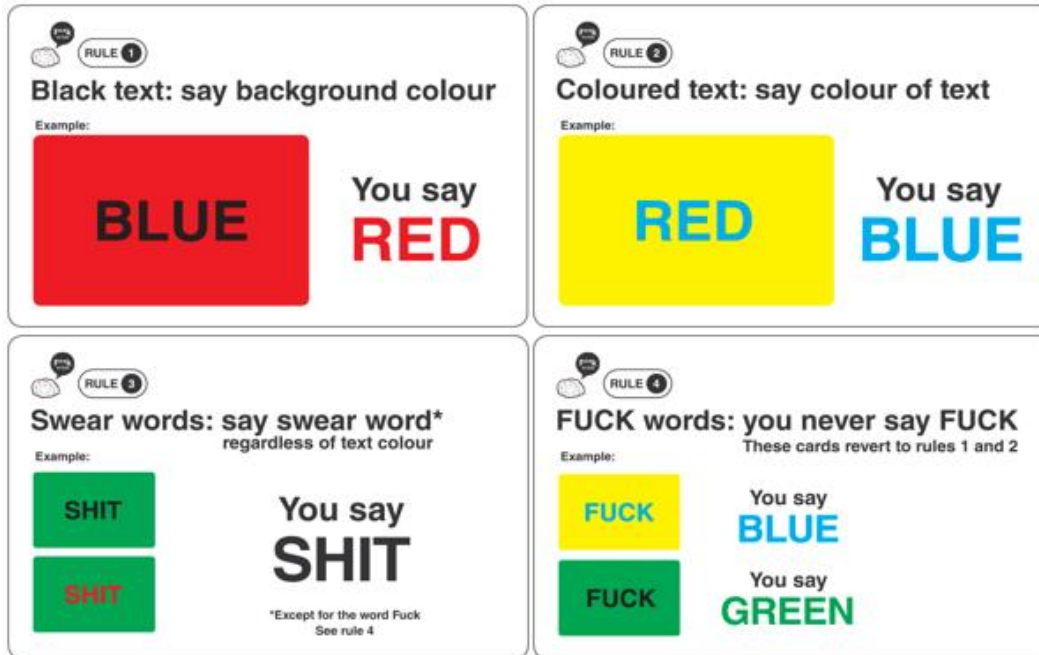 RULE 1
Black text: say background colour
Example:
BLUE
You say
RED
RULE 2
Coloured text: say colour of text
Example:
RED
You say
BLUE
RULE 3
Swear words: say swear word*
regardless of text colour
Example:
SHIT
SHIT
You say
SHIT
*Except for the word Fuck
See rule 4
RULE 4
FUCK words: you never say FUCK
These cards revert to rules 1 and 2
Example:
FUCK
You say
BLUE
FUCK
You say
GREEN